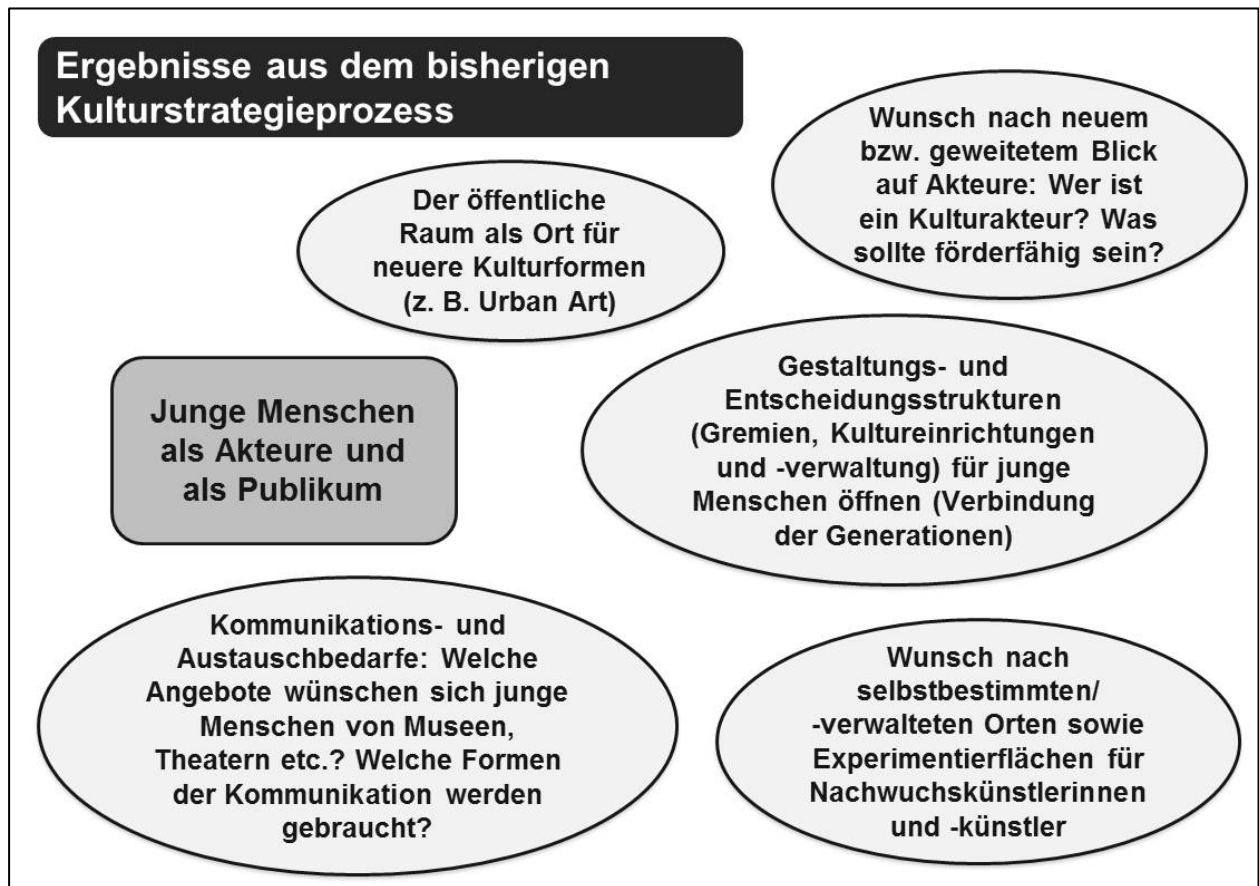 Ergebnisse aus dem bisherigen
Kulturstrategieprozess
Wunsch nach neuem
bzw. geweitetem Blick
auf Akteure: Wer ist
ein Kulturakteur? Was
sollte förderfähig sein?
Der öffentliche
Raum als Ort für
neuere Kulturformen
(z. B. Urban Art)
Gestaltungs- und
Entscheidungsstrukturen
(Gremien, Kultureinrichtungen
und -verwaltung) für junge
Menschen öffnen (Verbindung
der Generationen)
Junge Menschen
als Akteure und
als Publikum
Kommunikations- und
Austauschbedarfe: Welche
Angebote wünschen sich junge
Menschen von Museen,
Theatern etc.? Welche Formen
der Kommunikation werden
gebraucht?
Wunsch nach
selbstbestimmten/
-verwalteten Orten sowie
Experimentierflächen für
Nachwuchskünstlerinnen
und -künstler